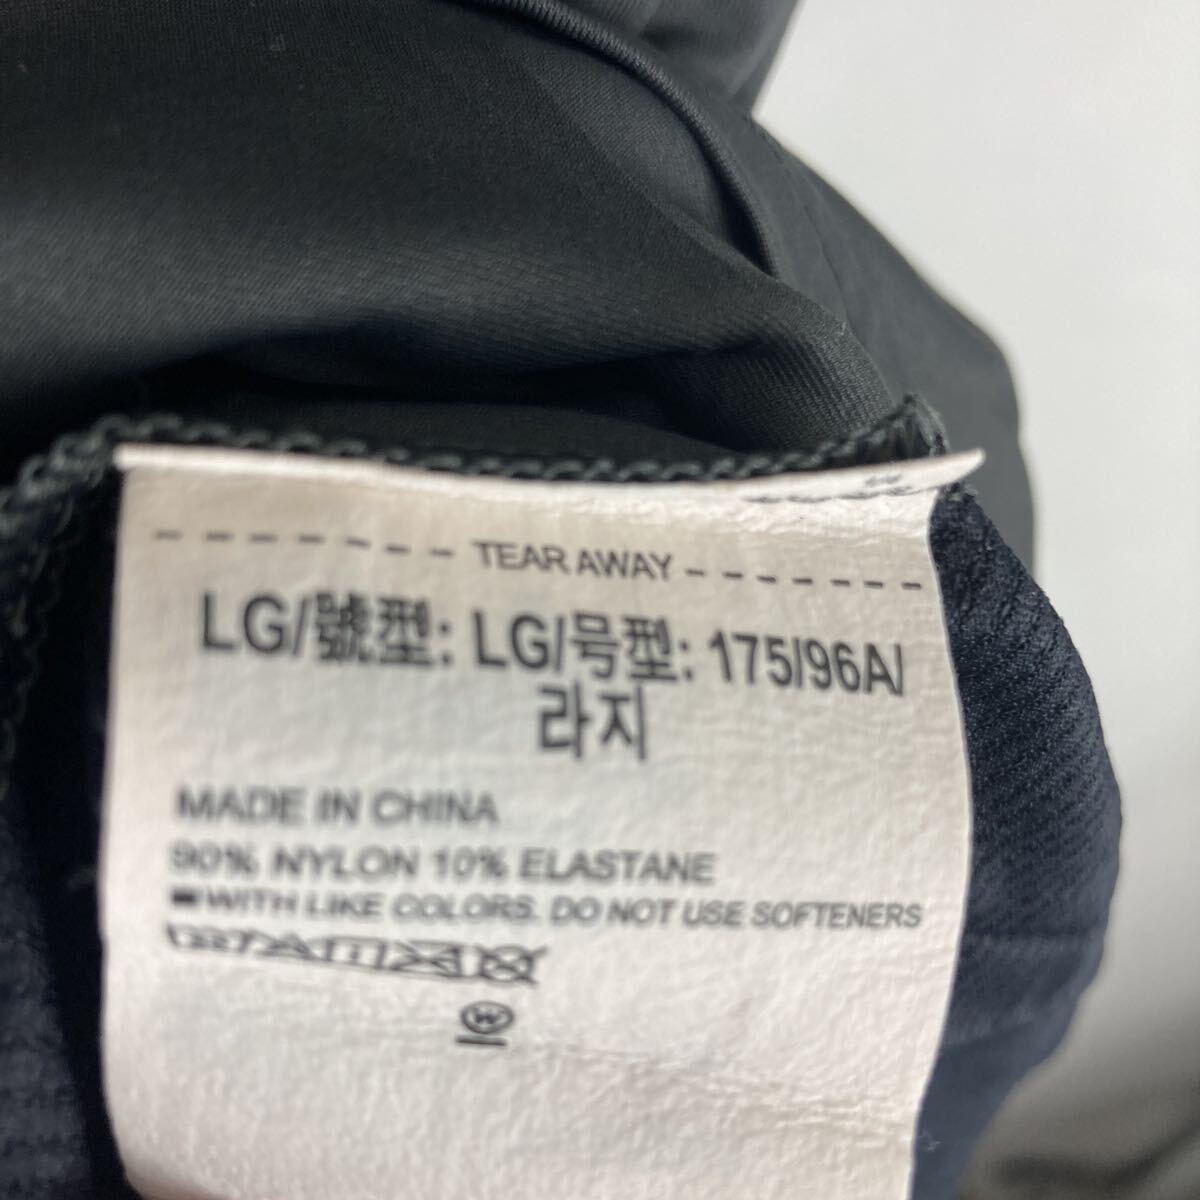 TEAR AWAY
LG/號型: LG/号型: 175/96A/
라지
MADE IN CHINA
90% NYLON 10% ELASTANE
WITH LIKE COLORS. DO NOT USE SOFTENERS
W